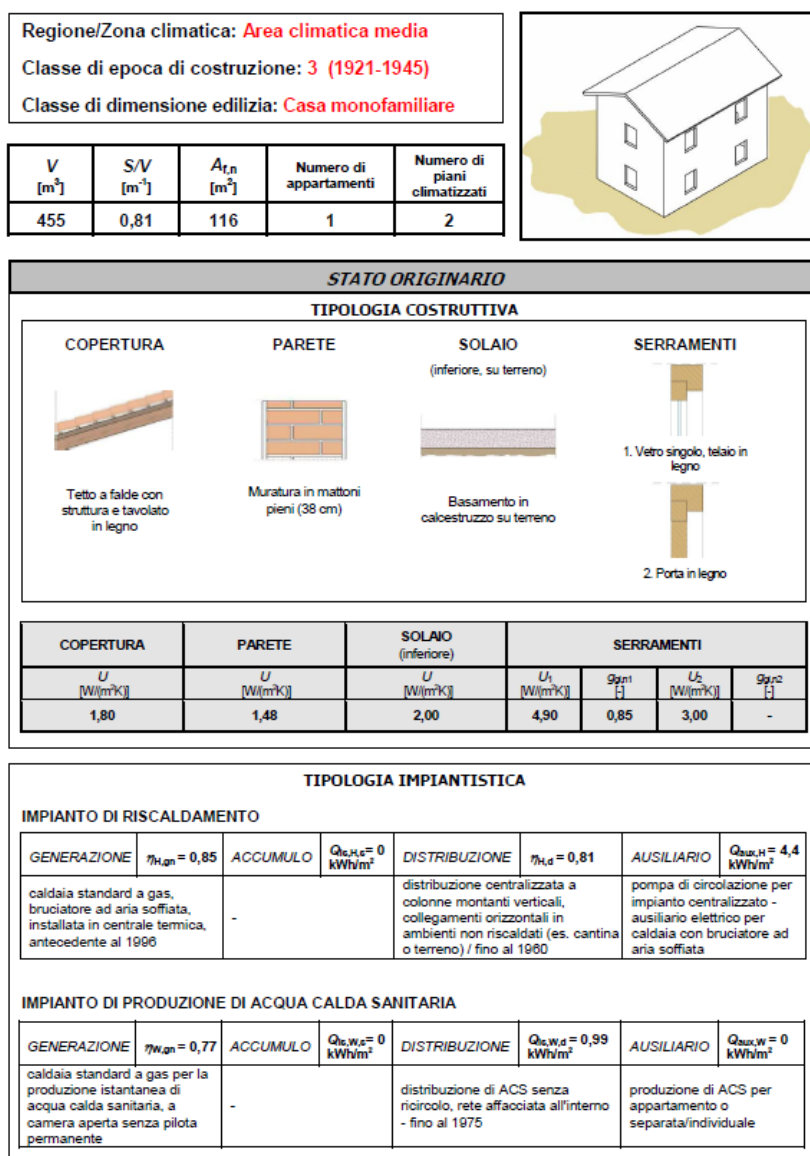 Regione/Zona climatica: Area climatica media
Classe di epoca di costruzione: 3 (1921-1945)
Classe di dimensione edilizia: Casa monofamiliare
V [m³] S/V [m⁻¹] Af,n [m²] Numero di appartamenti Numero di piani climatizzati
455 0,81 116 1 2
STATO ORIGINARIO
TIPOLOGIA COSTRUTTIVA
COPERTURA PARETE SOLAIO SERRAMENTI
(inferiore, su terreno)
1. Vetro singolo, telaio in
legno
Tetto a falde con
struttura e tavolato
in legno
Muratura in mattoni
pieni (38 cm)
Basamento in
calcestruzzo su terreno
2. Porta in legno
COPERTURA PARETE SOLAIO (inferiore) SERRAMENTI
U [W/(m²K)] U [W/(m²K)] U [W/(m²K)] U1 [W/(m²K)] ggl,n1 [-] U2 [W/(m²K)] ggl,n2 [-]
1,80 1,48 2,00 4,90 0,85 3,00 -
TIPOLOGIA IMPIANTISTICA
IMPIANTO DI RISCALDAMENTO
GENERAZIONE ηH,gn = 0,85 ACCUMULO Qls,H,s= 0 kWh/m² DISTRIBUZIONE ηH,d = 0,81 AUSILIARIO Qaux,H = 4,4 kWh/m²
caldaia standard a gas,
bruciatore ad aria soffiata,
installata in centrale termica,
antecedente al 1996
-
distribuzione centralizzata a
colonne montanti verticali,
collegamenti orizzontali in
ambienti non riscaldati (es. cantina
o terreno) / fino al 1960
pompa di circolazione per
impianto centralizzato -
ausiliario elettrico per
caldaia con bruciatore ad
aria soffiata
IMPIANTO DI PRODUZIONE DI ACQUA CALDA SANITARIA
GENERAZIONE ηW,gn = 0,77 ACCUMULO Qls,W,s= 0 kWh/m² DISTRIBUZIONE Qls,W,d = 0,99 kWh/m² AUSILIARIO Qaux,W = 0 kWh/m²
caldaia standard a gas per la
produzione istantanea di
acqua calda sanitaria, a
camera aperta senza pilota
permanente
-
distribuzione di ACS senza
ricircolo, rete affacciata all'interno
- fino al 1975
produzione di ACS per
appartamento o
separata/individuale